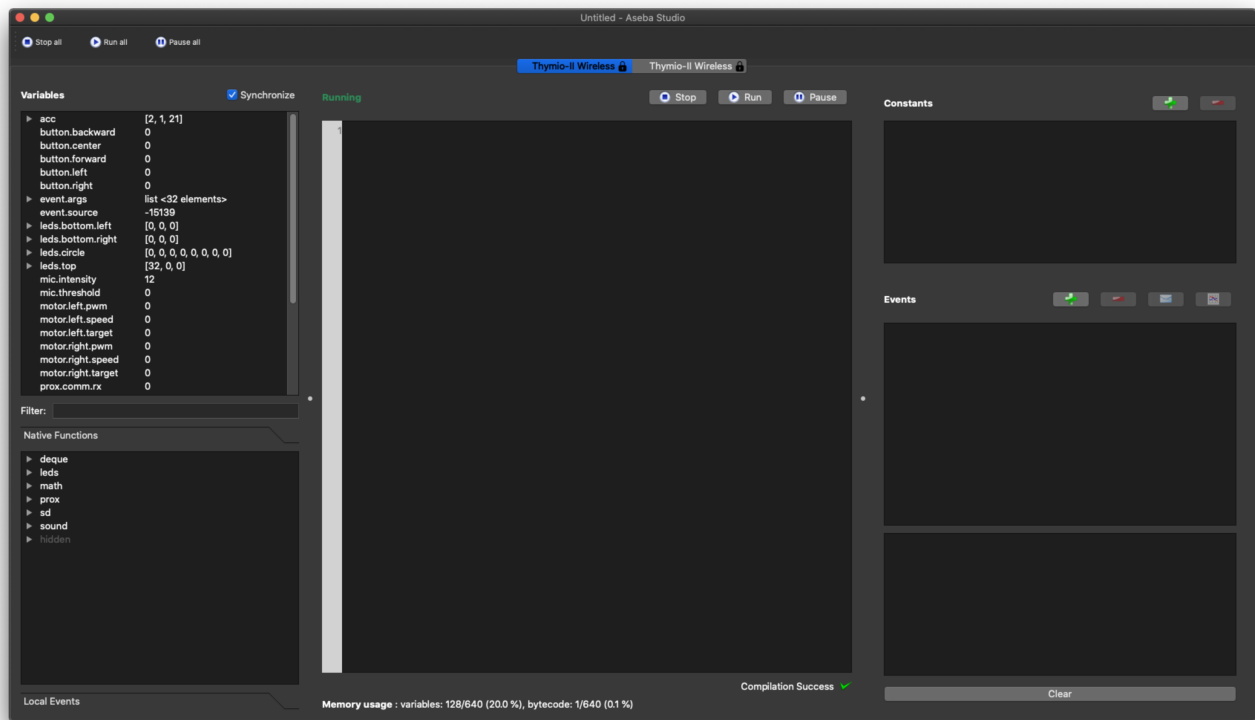 Untitled - Aseba Studio
Stop all Run all Pause all
Thymio-II Wireless Thymio-II Wireless
Variables Synchronize
acc [2, 1, 21]
button.backward 0
button.center 0
button.forward 0
button.left 0
button.right 0
event.args list <32 elements>
event.source -15139
leds.bottom.left [0, 0, 0]
leds.bottom.right [0, 0, 0]
leds.circle [0, 0, 0, 0, 0, 0, 0, 0]
leds.top [32, 0, 0]
mic.intensity 12
mic.threshold 0
motor.left.pwm 0
motor.left.speed 0
motor.left.target 0
motor.right.pwm 0
motor.right.speed 0
motor.right.target 0
prox.comm.rx 0
Filter:
Native Functions
deque
leds
math
prox
sd
sound
hidden
Local Events
Running Stop Run Pause
1
Compilation Success
Memory usage : variables: 128/640 (20.0 %), bytecode: 1/640 (0.1 %)
Constants
Events
Clear